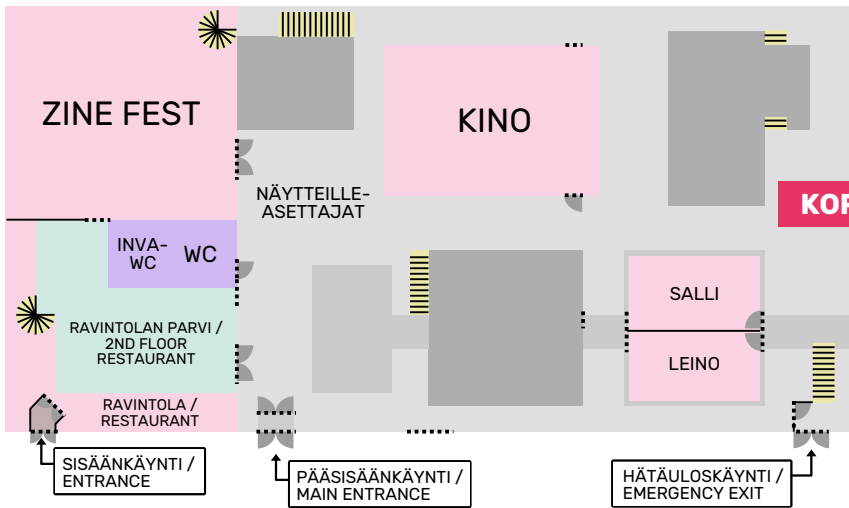 ZINE FEST
KINO
NÄYTTEILLE-
ASETTAJAT
KOR
INVA-
WC
WC
SALLI
RAVINTOLAN PARVI /
2ND FLOOR
RESTAURANT
LEINO
RAVINTOLA /
RESTAURANT
SISÄÄNKÄYNTI /
ENTRANCE
PÄÄSISÄÄNKÄYNTI /
MAIN ENTRANCE
HÄTÄULOSKÄYNTI /
EMERGENCY EXIT